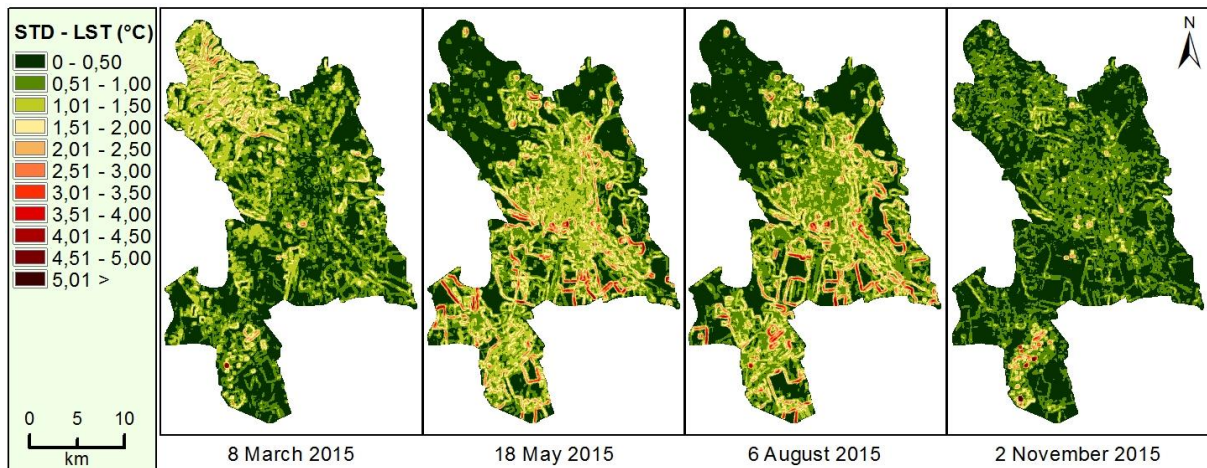 STD - LST (°C)
0 - 0,50
0,51 - 1,00
1,01 - 1,50
1,51 - 2,00
2,01 - 2,50
2,51 - 3,00
3,01 - 3,50
3,51 - 4,00
4,01 - 4,50
4,51 - 5,00
5,01 >
0 5 10
km
N
8 March 2015
18 May 2015
6 August 2015
2 November 2015